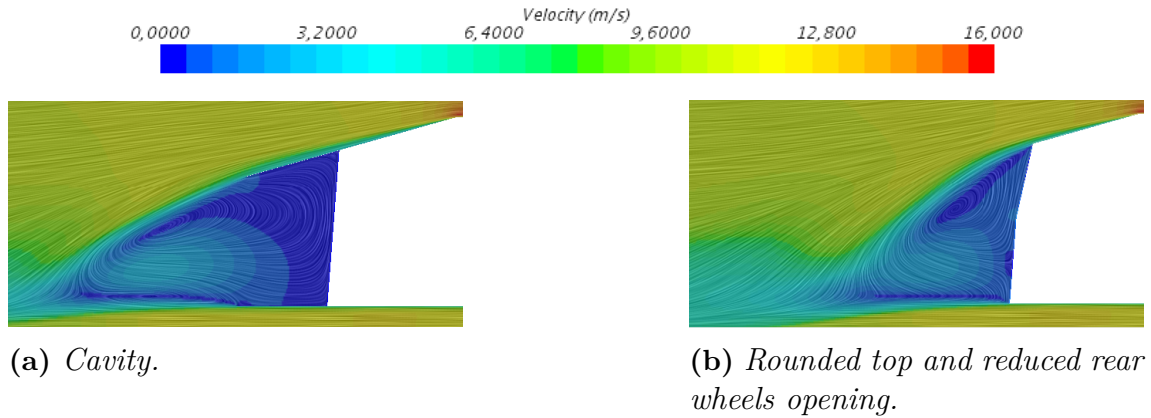 Velocity (m/s)
0,0000 3,2000 6,4000 9,6000 12,800 16,000
(a) Cavity.
(b) Rounded top and reduced rear
wheels opening.